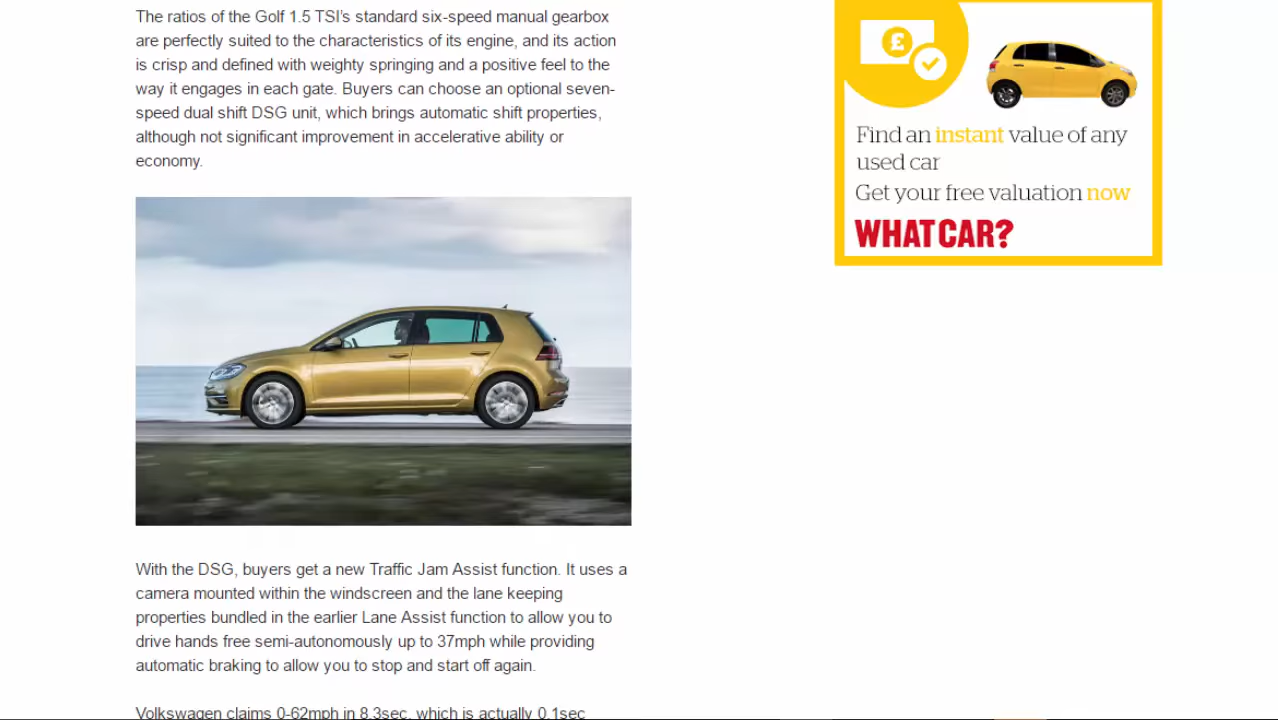 The ratios of the Golf 1.5 TSI's standard six-speed manual gearbox
are perfectly suited to the characteristics of its engine, and its action
is crisp and defined with weighty springing and a positive feel to the
way it engages in each gate. Buyers can choose an optional seven-
speed dual shift DSG unit, which brings automatic shift properties,
although not significant improvement in accelerative ability or
economy.
With the DSG, buyers get a new Traffic Jam Assist function. It uses a
camera mounted within the windscreen and the lane keeping
properties bundled in the earlier Lane Assist function to allow you to
drive hands free semi-autonomously up to 37mph while providing
automatic braking to allow you to stop and start off again.
Volkswagen claims 0-62mph in 8.3sec, which is actually 0.1sec
£
Find an instant value of any
used car
Get your free valuation now
WHAT CAR?